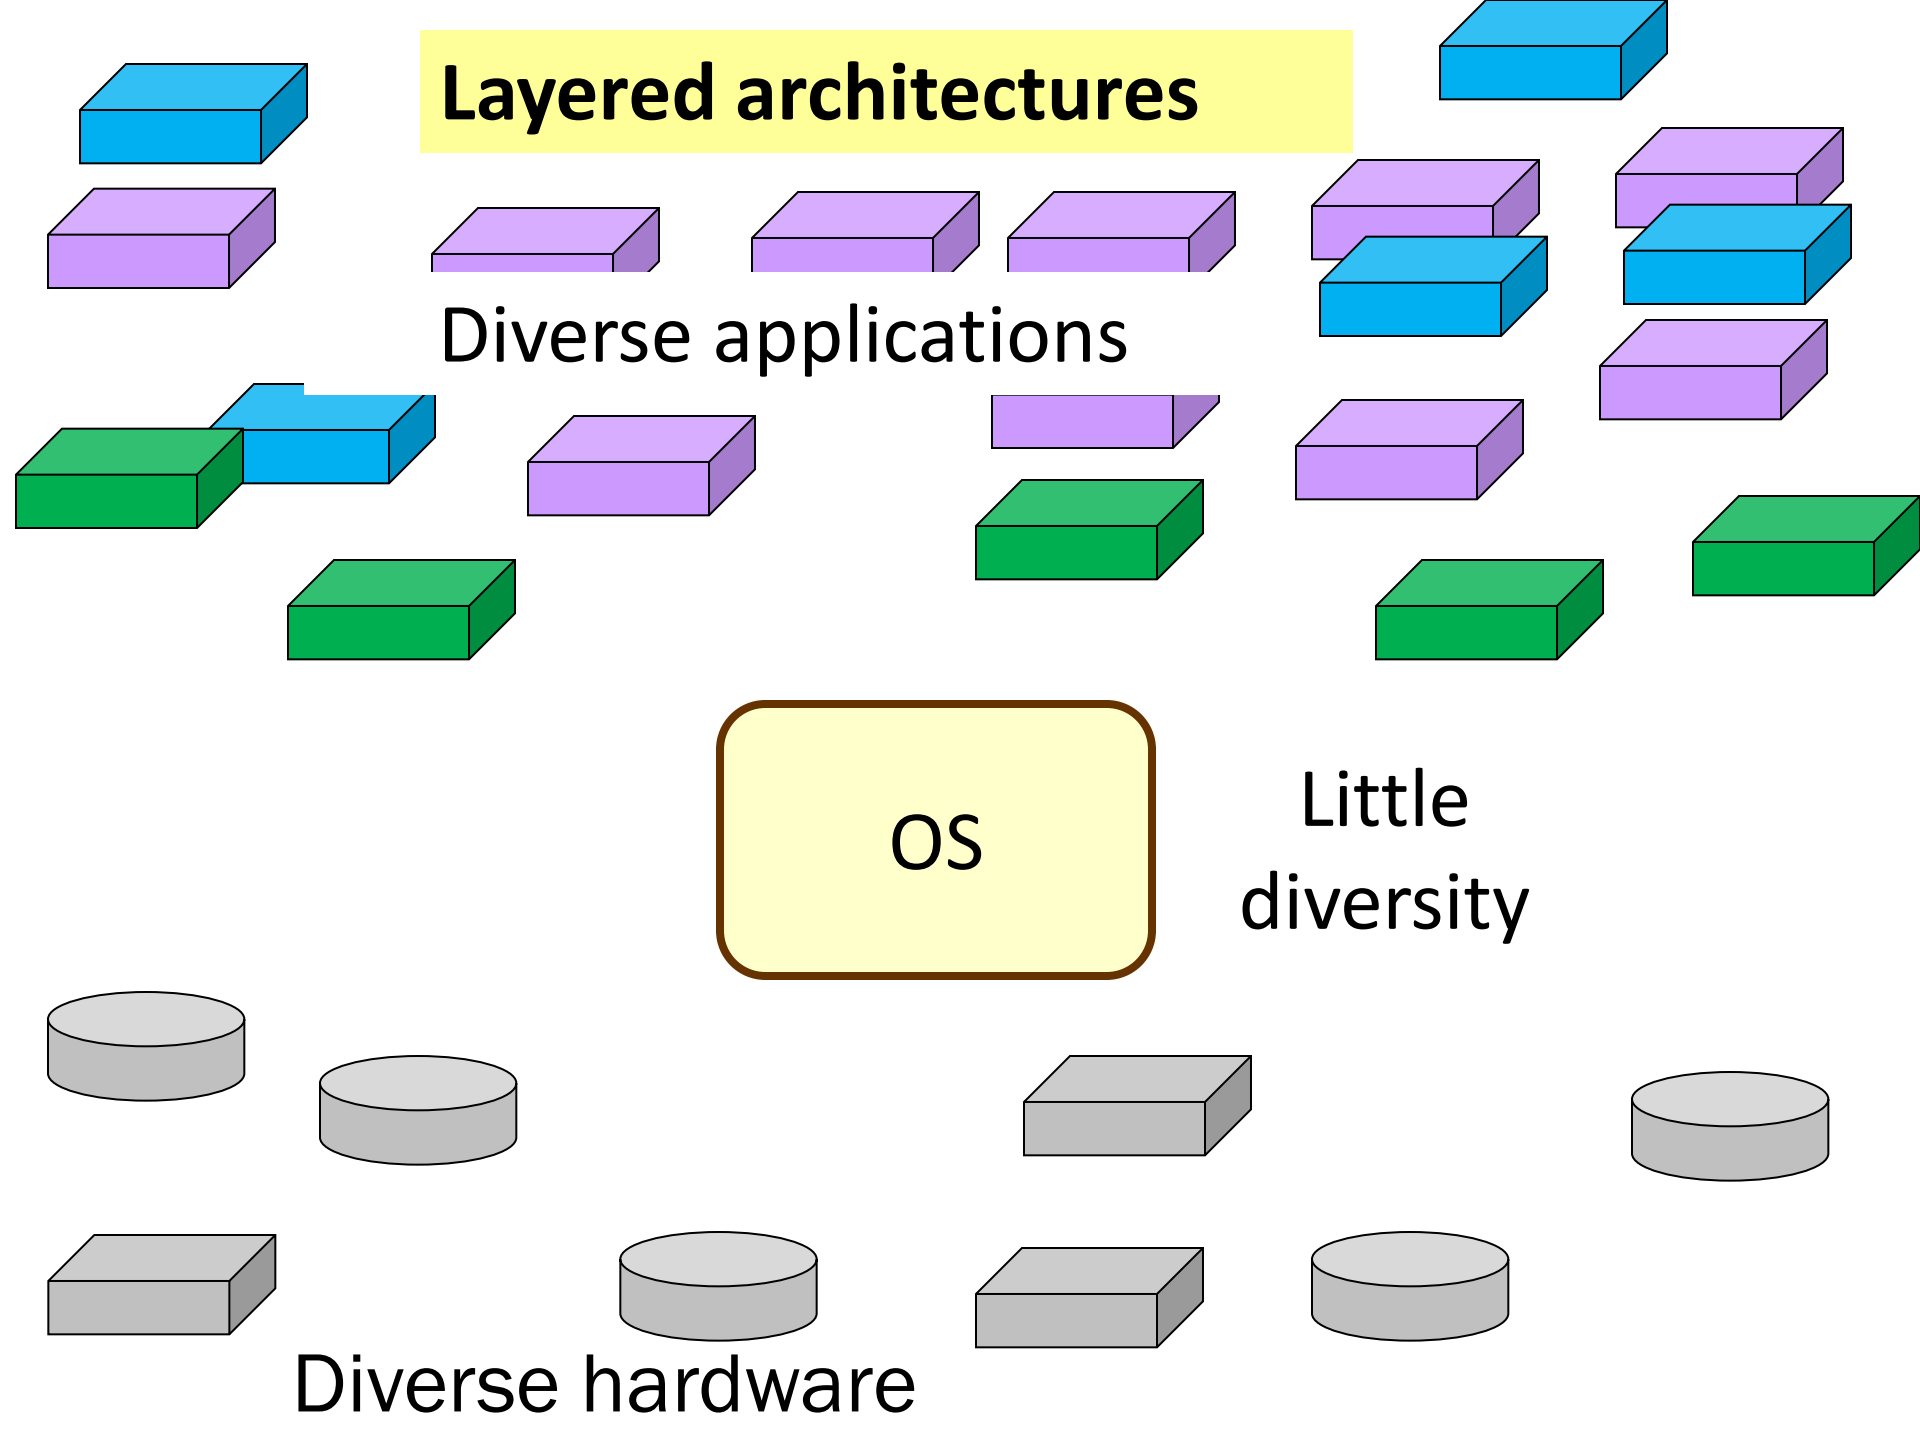 Layered architectures
Diverse applications
OS
Little
diversity
Diverse hardware